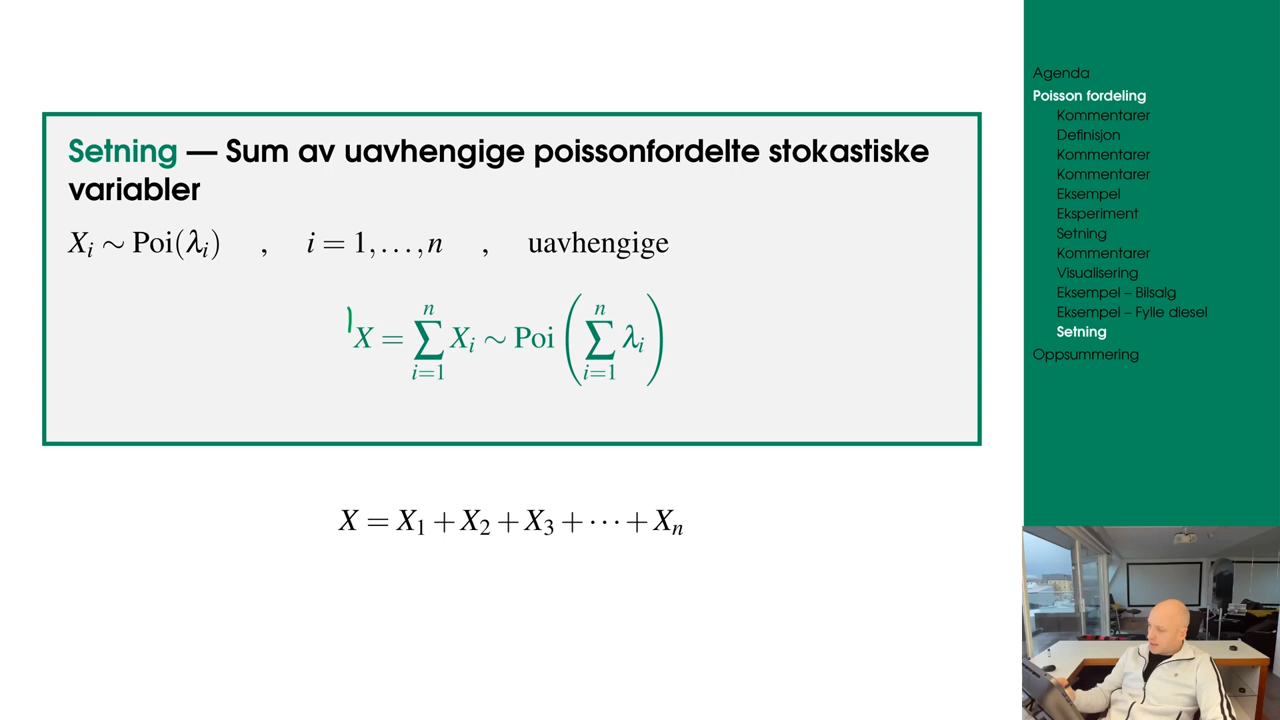 Setning — Sum av uavhengige poissonfordelte stokastiske
variabler
X_i ∼ Poi(λ_i) , i = 1,…,n , uavhengige
X = ∑_{i=1}^{n} X_i ∼ Poi (∑_{i=1}^{n} λ_i)
X = X_1 + X_2 + X_3 + ⋯ + X_n
Agenda
Poisson fordeling
Kommentarer
Definisjon
Kommentarer
Kommentarer
Eksempel
Eksperiment
Setning
Kommentarer
Visualisering
Eksempel – Bilsalg
Eksempel – Fylle diesel
Setning
Oppsummering